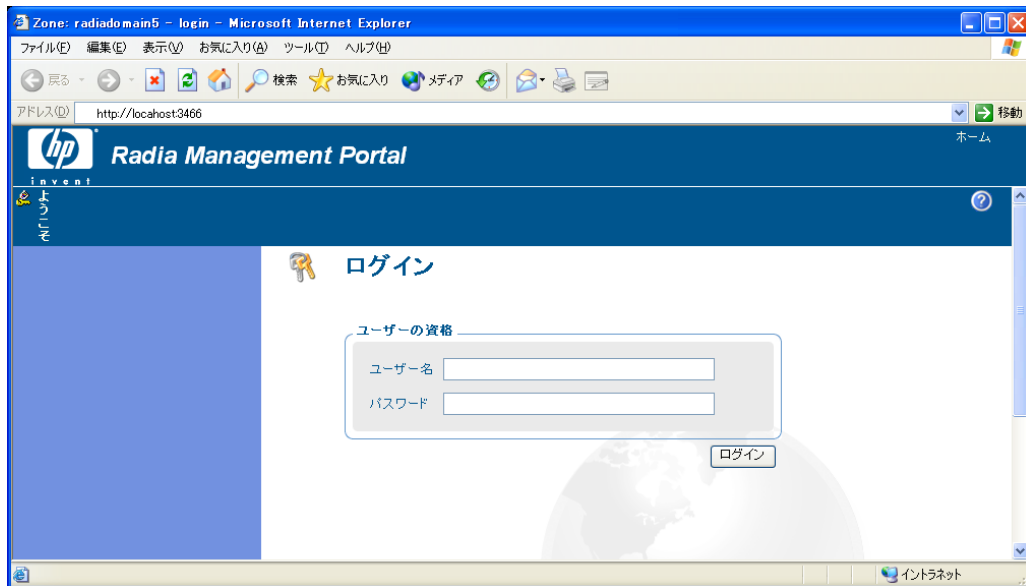 Zone: radiadomain5 - login - Microsoft Internet Explorer
ファイル(F) 編集(E) 表示(V) お気に入り(A) ツール(T) ヘルプ(H)
戻る 検索 お気に入り メディア
アドレス(D) http://locahost:3466 移動
hp
invent
Radia Management Portal
ホーム
ようこそ
?
ログイン
ユーザーの資格
ユーザー名
パスワード
ログイン
イントラネット